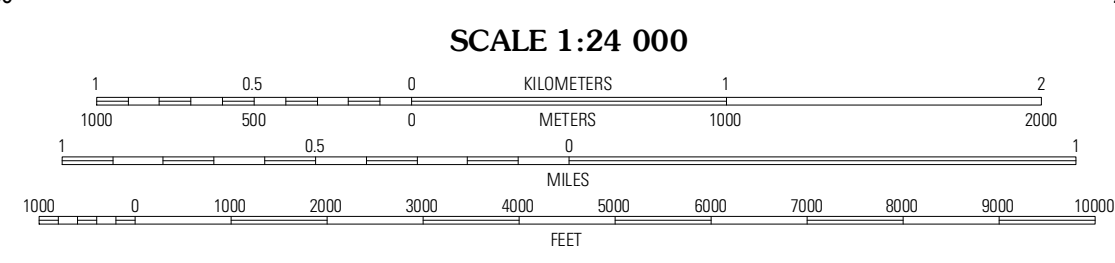 SCALE 1:24 000
1 0.5 0 KILOMETERS 1 2
1000 500 0 METERS 1000 2000
1 0.5 0 1
MILES
1000 0 1000 2000 3000 4000 5000 6000 7000 8000 9000 10000
FEET